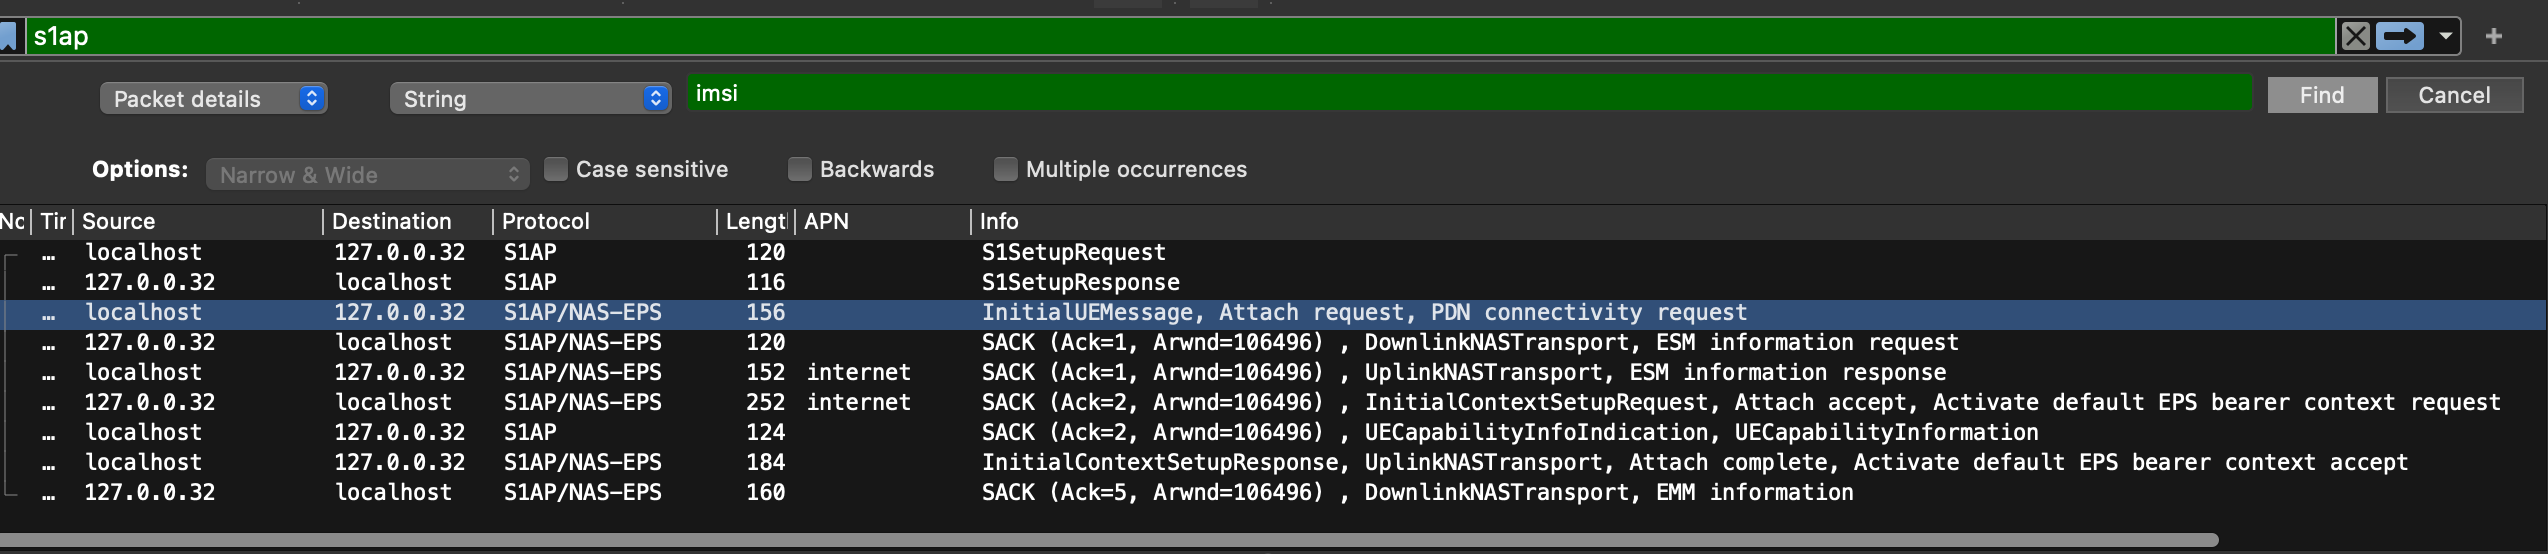 s1ap
Packet details String imsi Find Cancel
Options: Narrow & Wide Case sensitive Backwards Multiple occurrences
No Tir Source Destination Protocol Lengt APN Info
… localhost 127.0.0.32 S1AP 120 S1SetupRequest
… 127.0.0.32 localhost S1AP 116 S1SetupResponse
… localhost 127.0.0.32 S1AP/NAS-EPS 156 InitialUEMessage, Attach request, PDN connectivity request
… 127.0.0.32 localhost S1AP/NAS-EPS 120 SACK (Ack=1, Arwnd=106496) , DownlinkNASTransport, ESM information request
… localhost 127.0.0.32 S1AP/NAS-EPS 152 internet SACK (Ack=1, Arwnd=106496) , UplinkNASTransport, ESM information response
… 127.0.0.32 localhost S1AP/NAS-EPS 252 internet SACK (Ack=2, Arwnd=106496) , InitialContextSetupRequest, Attach accept, Activate default EPS bearer context request
… localhost 127.0.0.32 S1AP 124 SACK (Ack=2, Arwnd=106496) , UECapabilityInfoIndication, UECapabilityInformation
… localhost 127.0.0.32 S1AP/NAS-EPS 184 InitialContextSetupResponse, UplinkNASTransport, Attach complete, Activate default EPS bearer context accept
… 127.0.0.32 localhost S1AP/NAS-EPS 160 SACK (Ack=5, Arwnd=106496) , DownlinkNASTransport, EMM information